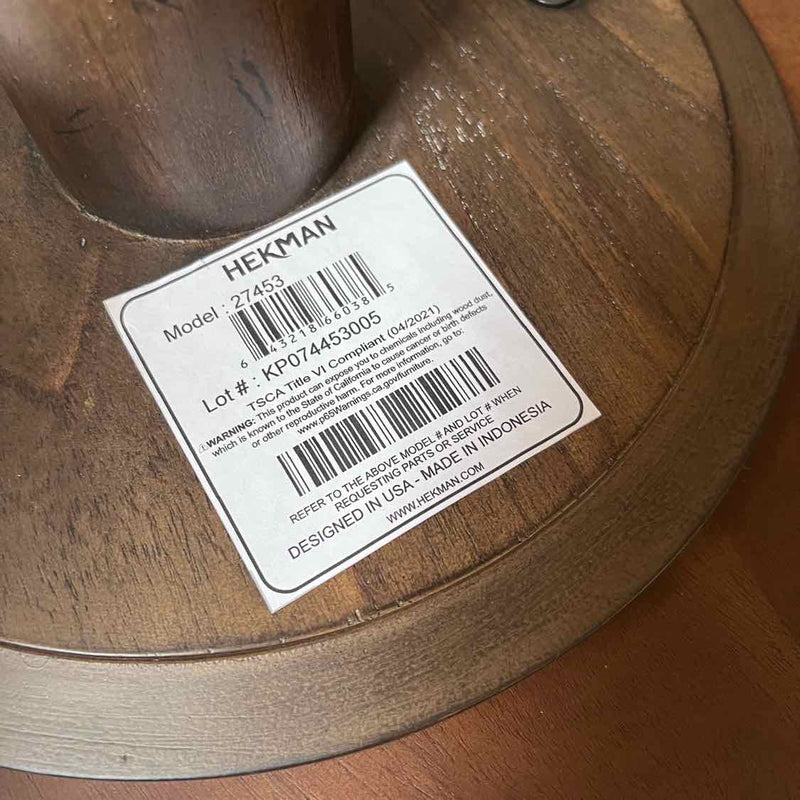 HEKMAN
Model : 27453
6 43218 66038 5
Lot # : KP074453005
TSCA Title VI Compliant (04/2021)
⚠WARNING: This product can expose you to chemicals including wood dust,
which is known to the State of California to cause cancer or birth defects
or other reproductive harm. For more information, go to:
www.p65Warnings.ca.gov/furniture.
REFER TO THE ABOVE MODEL # AND LOT # WHEN
REQUESTING PARTS OR SERVICE
DESIGNED IN USA - MADE IN INDONESIA
WWW.HEKMAN.COM